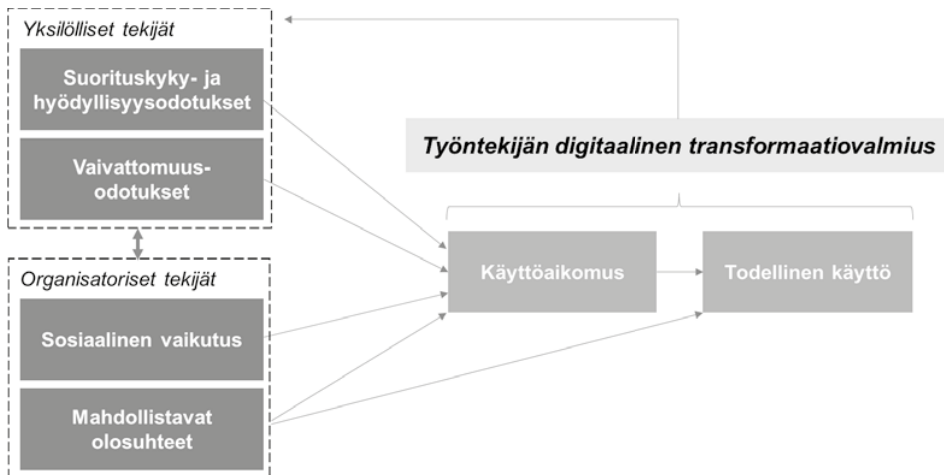 Yksilölliset tekijät
Suorituskyky- ja
hyödyllisyysodotukset
Vaivattomuus-
odotukset
Työntekijän digitaalinen transformaatiovalmius
Organisatoriset tekijät
Sosiaalinen vaikutus
Mahdollistavat
olosuhteet
Käyttöaikomus
Todellinen käyttö